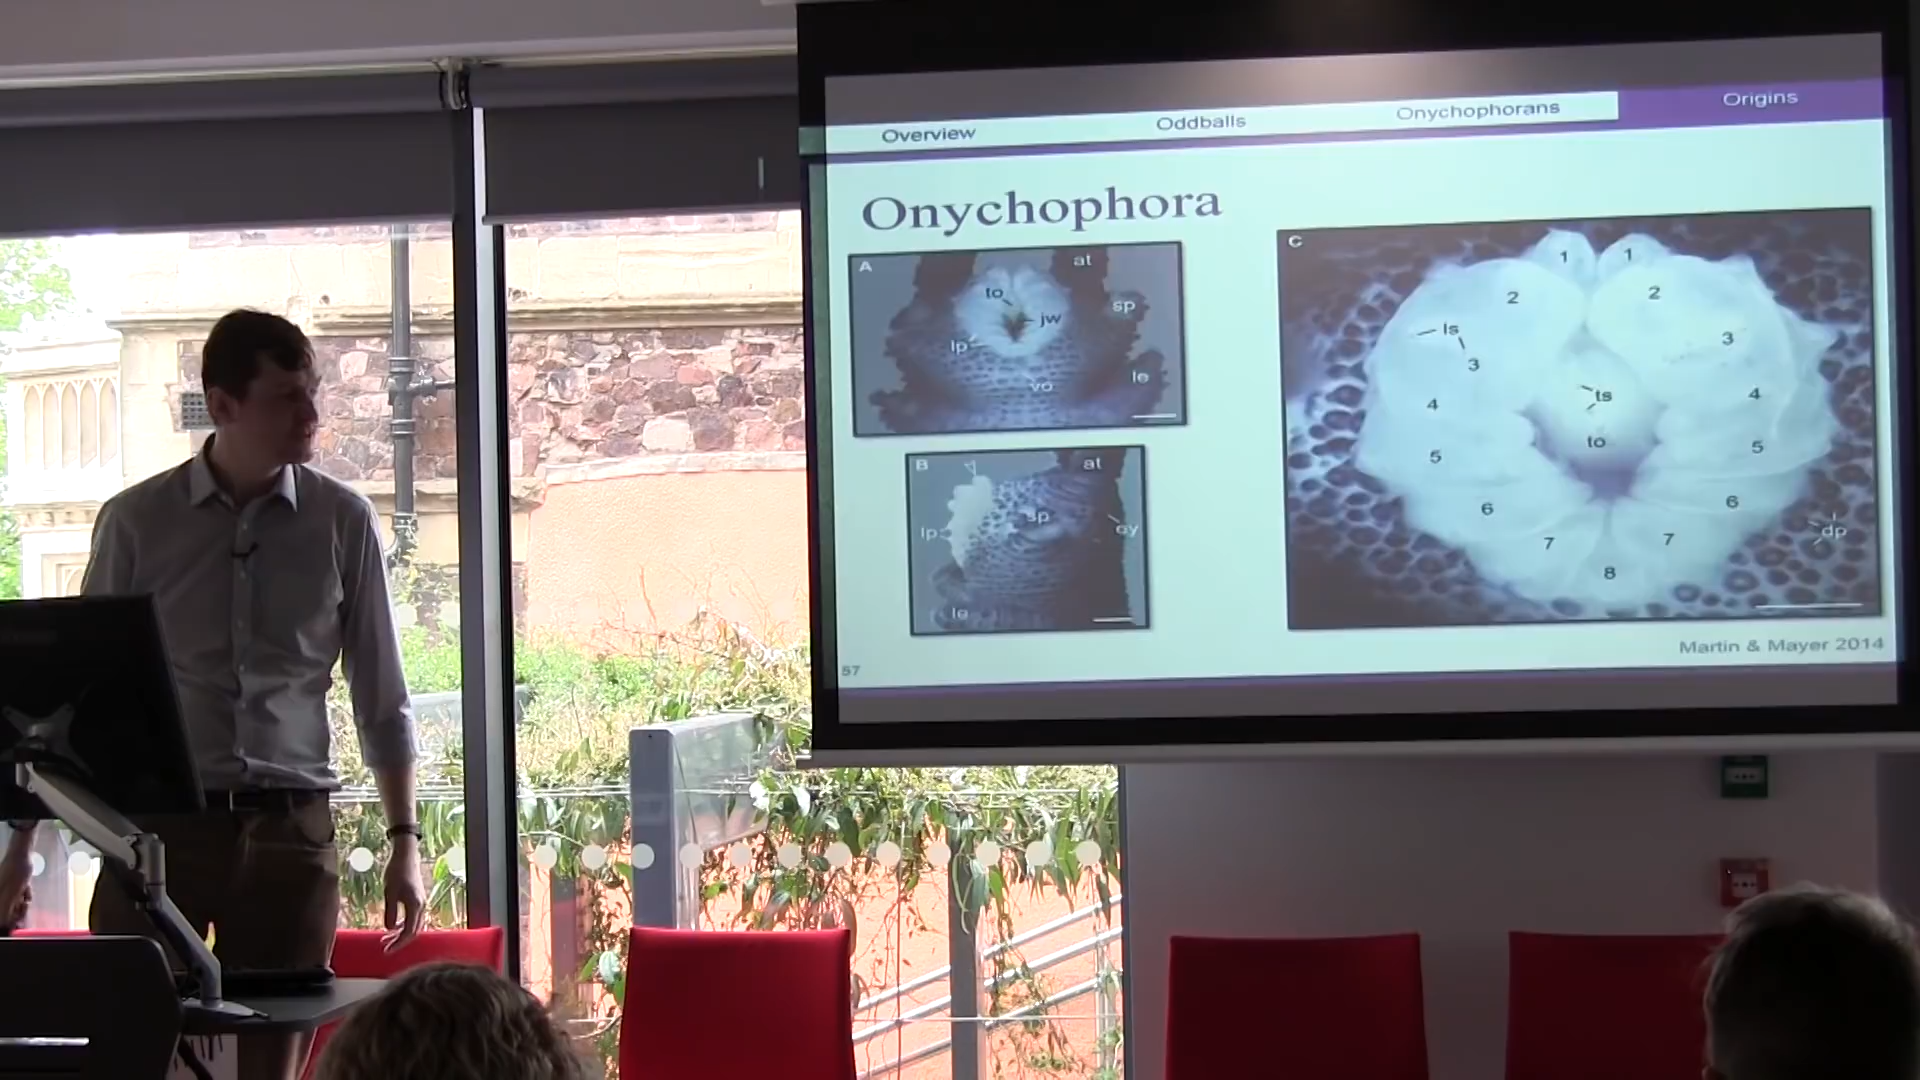 Overview Oddballs Onychophorans Origins
Onychophora
A
at
to
sp
jw
lp
le
vo
B
at
sp
lp
ey
le
C
1 1
2 2
ls
3 3
4 4
ts
to
5 5
6 6
dp
7 7
8
Martin & Mayer 2014
57